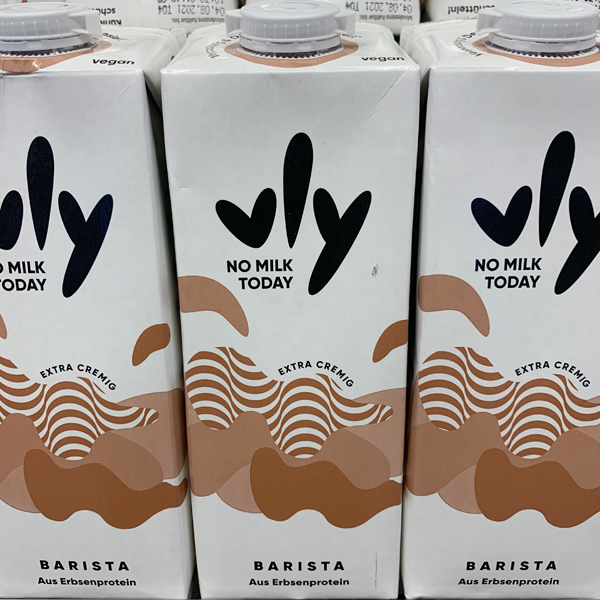 vegan
vly
NO MILK
TODAY
EXTRA CREMIG
BARISTA
Aus Erbsenprotein
vegan
vly
NO MILK
TODAY
EXTRA CREMIG
BARISTA
Aus Erbsenprotein
vly
NO MILK
TODAY
EXTRA CREMIG
BARISTA
Aus Erbsenprotein